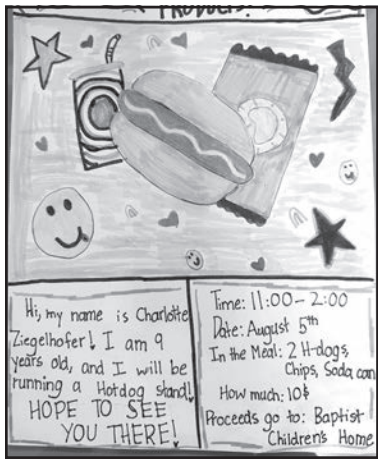 PRODUCTS!
Hi, my name is Charlotte
Ziegelhofer! I am 9
years old, and I will be
running a Hotdog stand!
HOPE TO SEE
YOU THERE!
Time: 11:00-2:00
Date: August 5th
In the Meal: 2 H-dogs,
Chips, Soda can
How much: 10$
Proceeds go to: Baptist
Children's Home